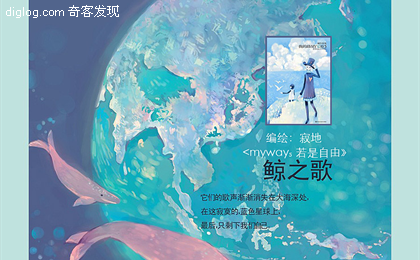 diglog.com 奇客发现
编绘：寂地
<myway。若是自由》
鲸之歌
它们的歌声渐渐消失在大海深处，
在这寂寞的，蓝色星球上，
最后，只剩下我们自己。